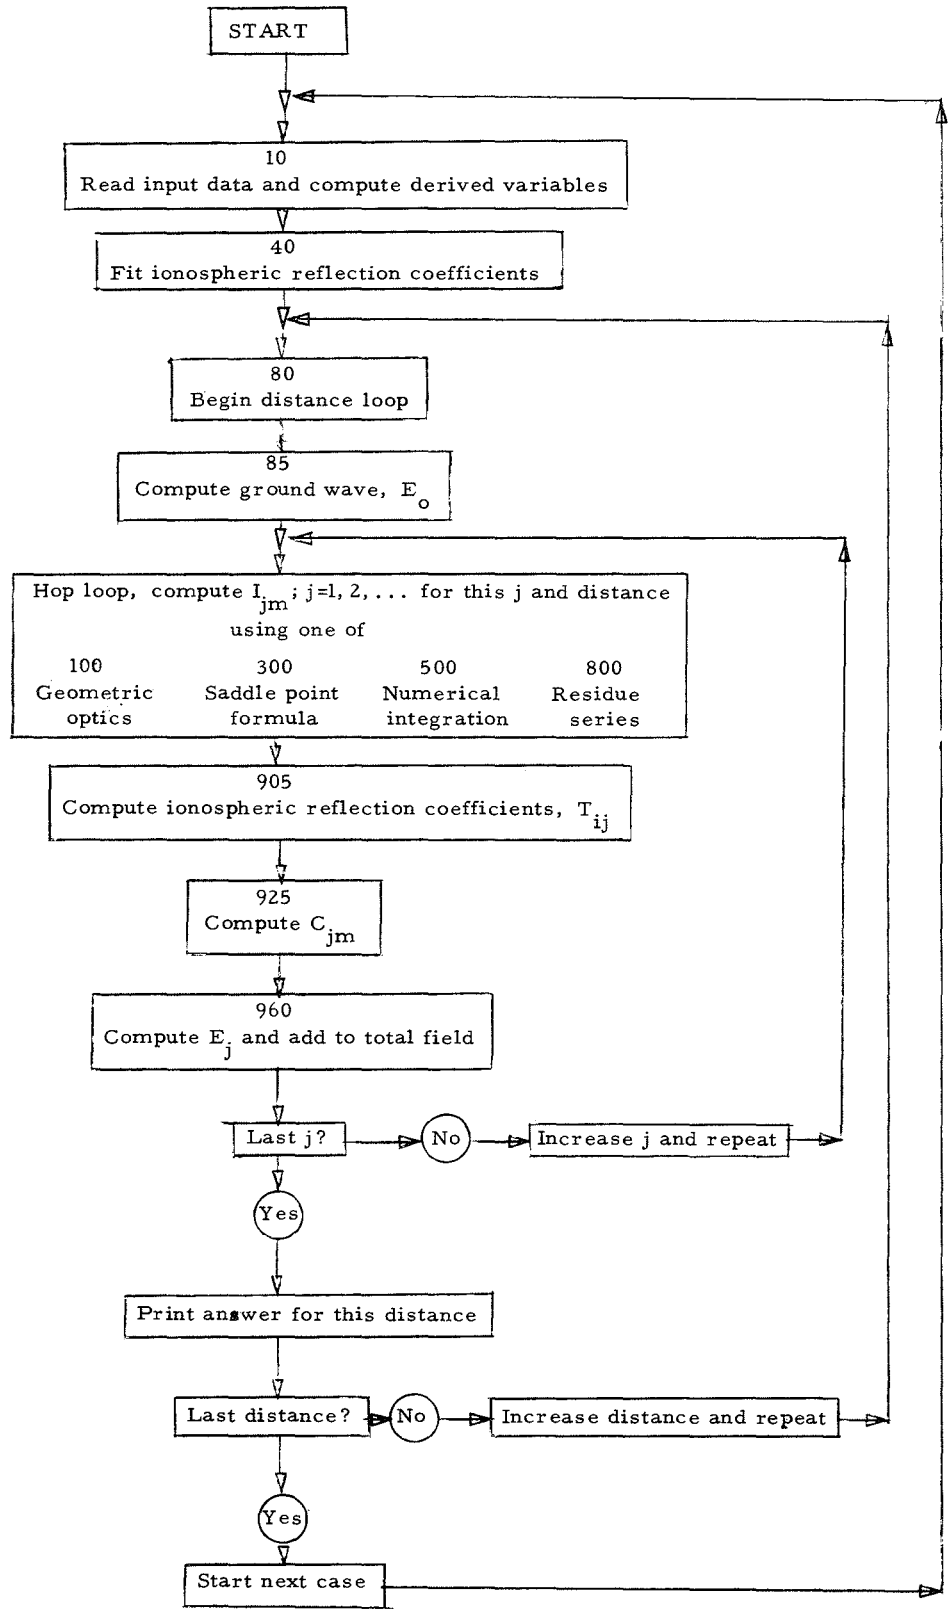 START
10
Read input data and compute derived variables
40
Fit ionospheric reflection coefficients
80
Begin distance loop
85
Compute ground wave, E_o
Hop loop, compute I_jm; j=1, 2, ... for this j and distance
using one of
100 300 500 800
Geometric Saddle point Numerical Residue
optics formula integration series
905
Compute ionospheric reflection coefficients, T_ij
925
Compute C_jm
960
Compute E_j and add to total field
Last j? No Increase j and repeat
Yes
Print answer for this distance
Last distance? No Increase distance and repeat
Yes
Start next case